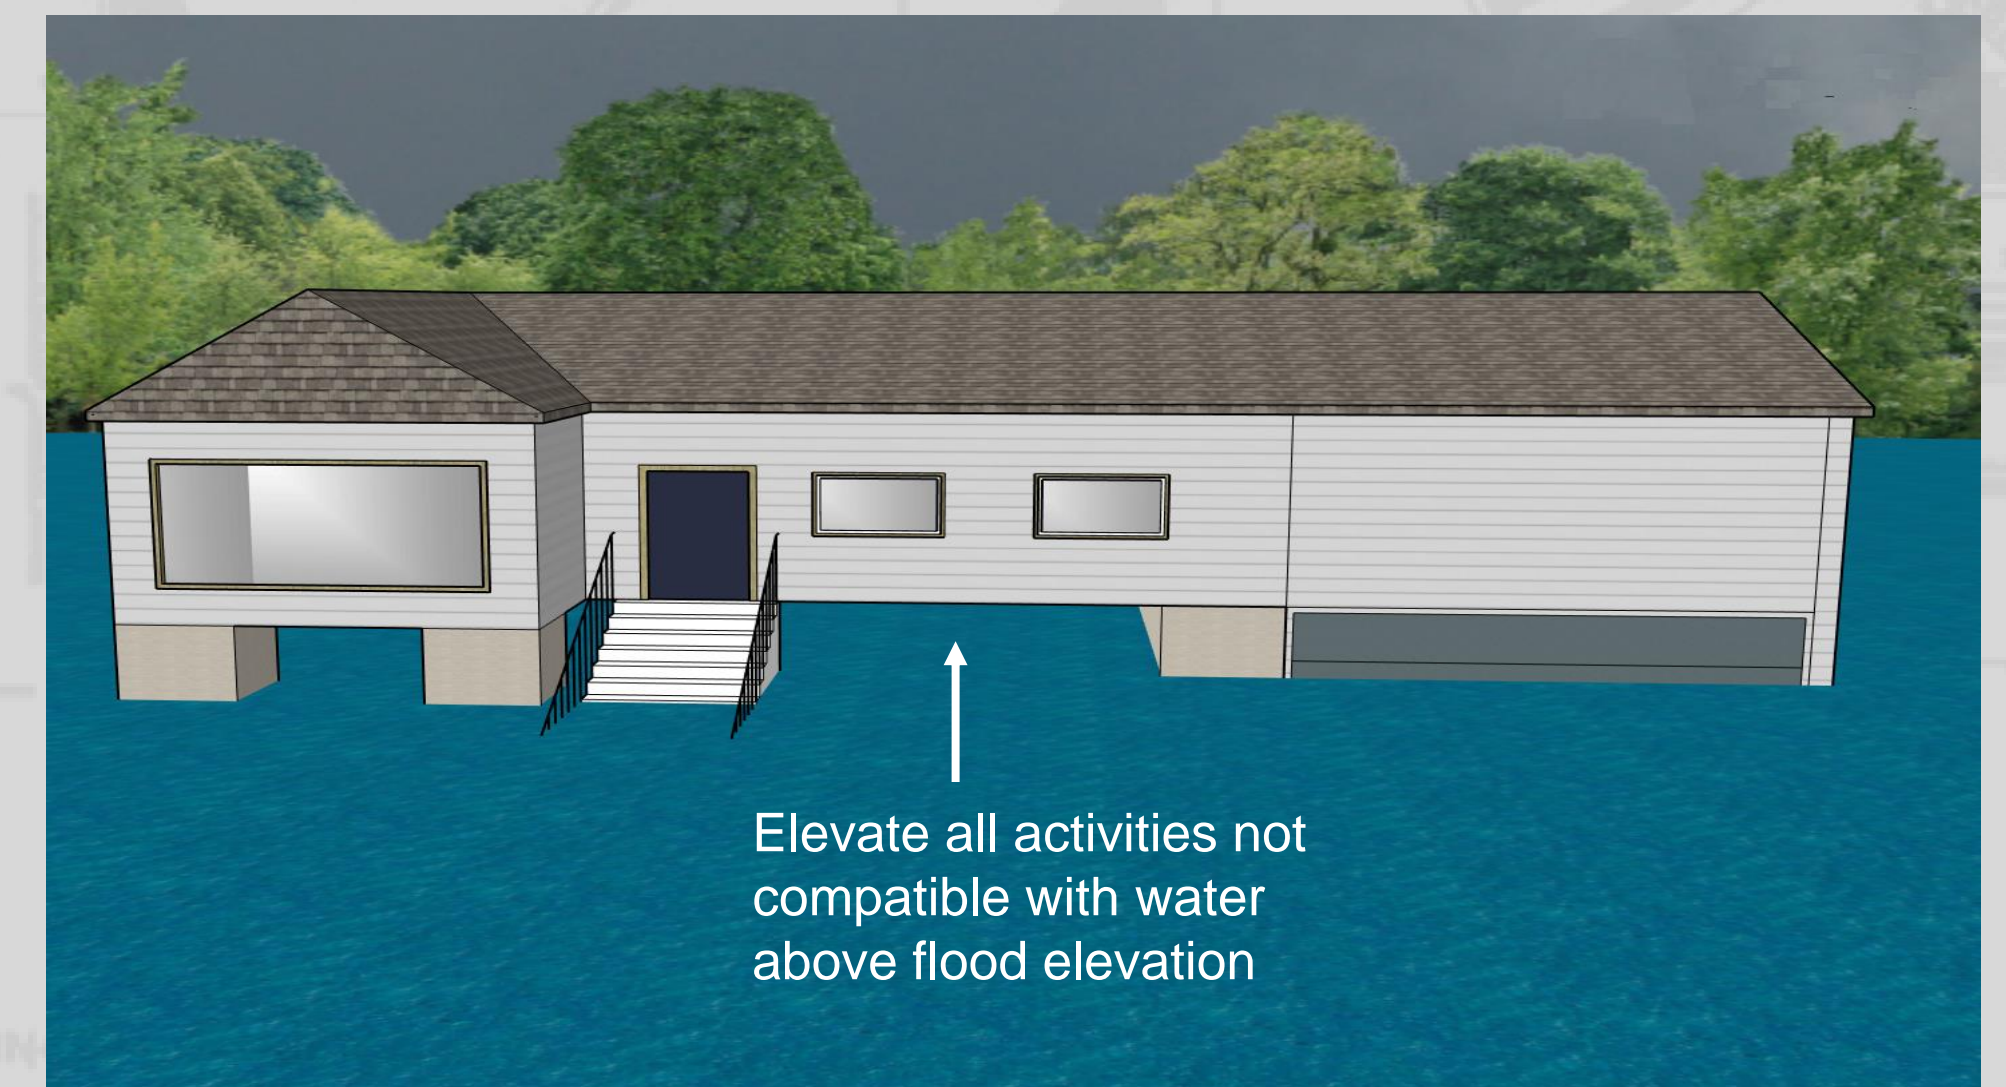 Elevate all activities not
compatible with water
above flood elevation